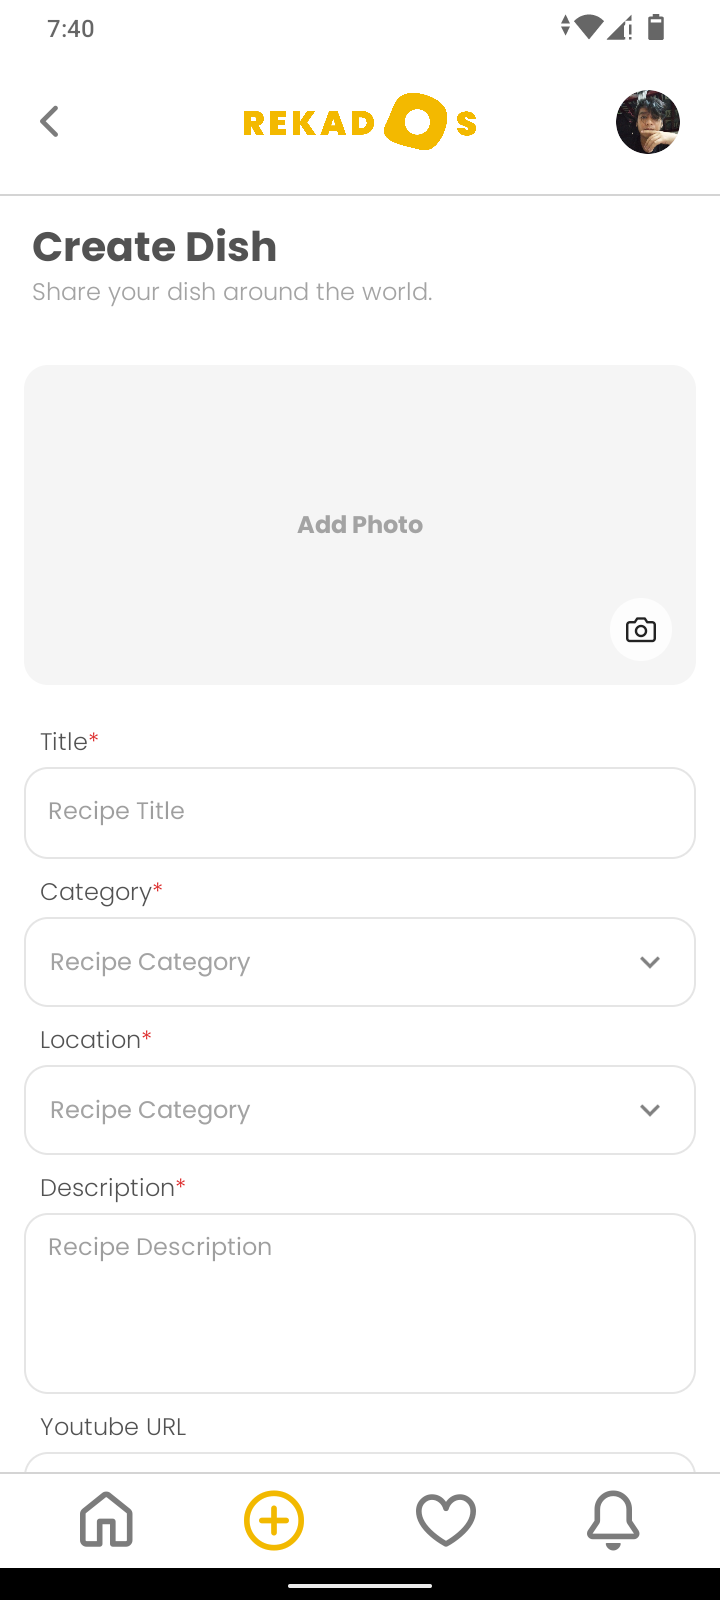 7:40
REKADOS
Create Dish
Share your dish around the world.
Add Photo
Title*
Recipe Title
Category*
Recipe Category
Location*
Recipe Category
Description*
Recipe Description
Youtube URL